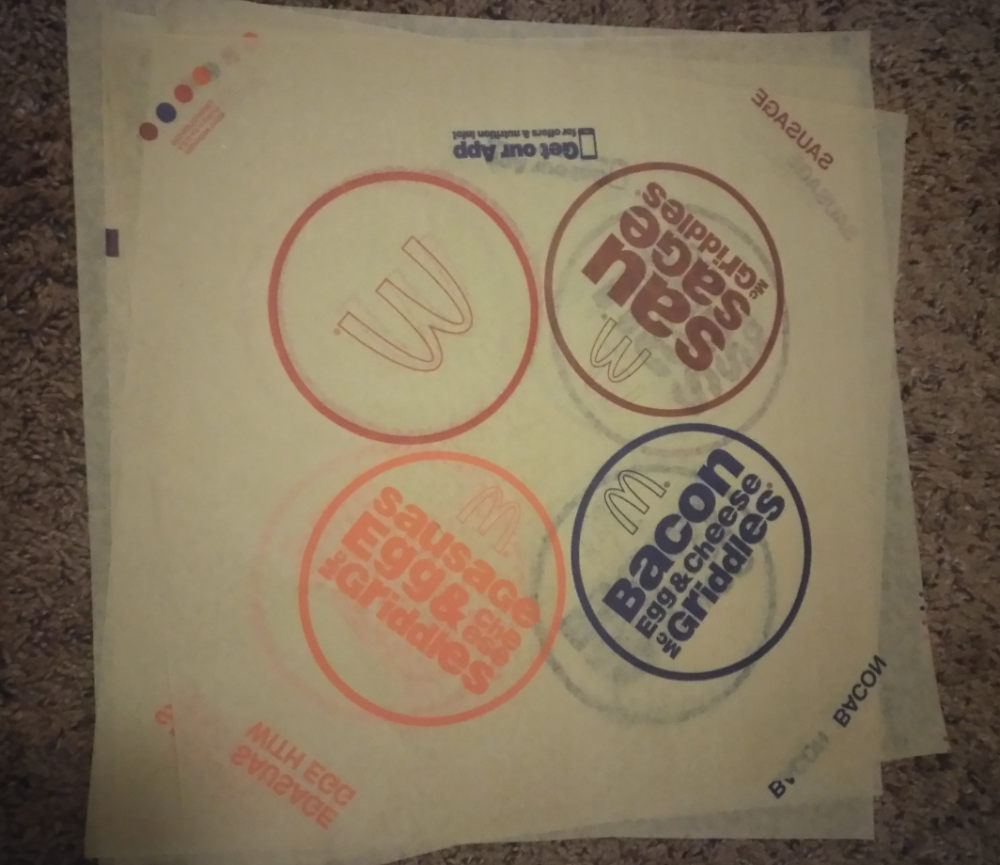 SAUSAGE
Get our App
for offers & nutrition info!
sau
saGe
McGriddles®
Bacon
Egg & Cheese
McGriddles®
sausage
Egg & Cheese
McGriddles
SAUSAGE
WITH EGG
BACON
BACON